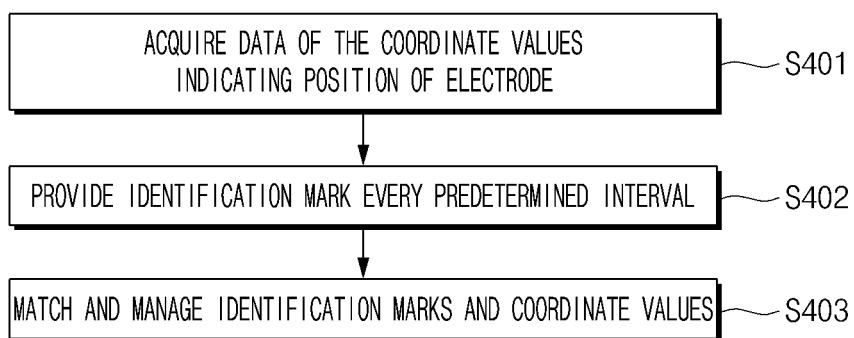 ACQUIRE DATA OF THE COORDINATE VALUES
INDICATING POSITION OF ELECTRODE
S401
PROVIDE IDENTIFICATION MARK EVERY PREDETERMINED INTERVAL
S402
MATCH AND MANAGE IDENTIFICATION MARKS AND COORDINATE VALUES
S403